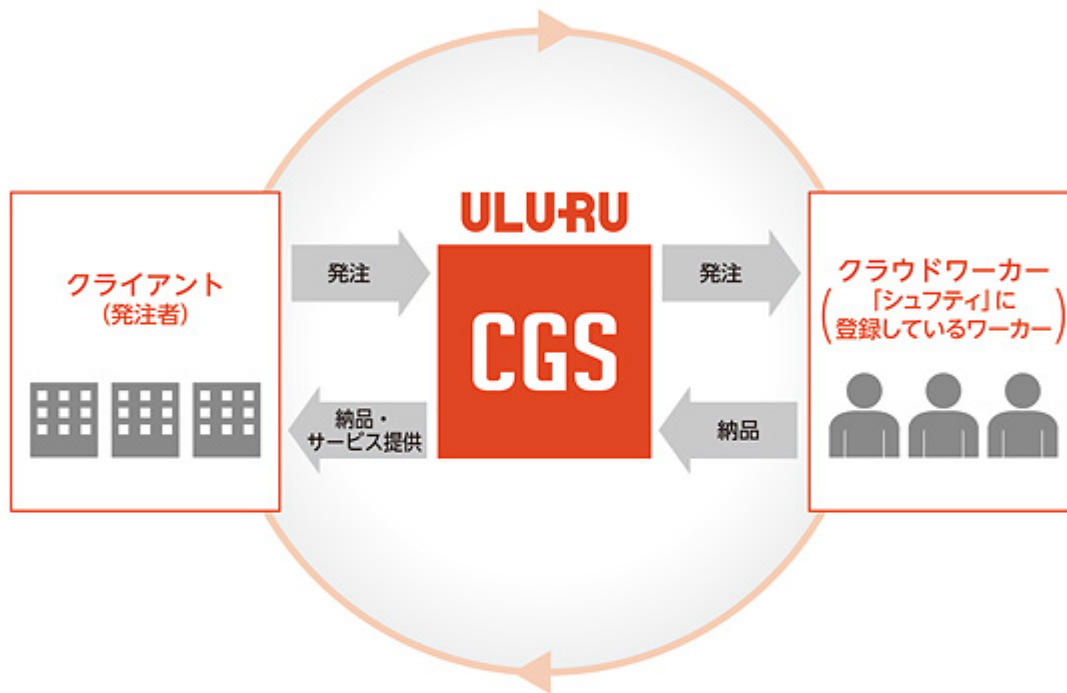 ULURU
クライアント
(発注者)
発注
CGS
発注
クラウドワーカー
(「シュフティ」に
登録しているワーカー)
納品・
サービス提供
納品